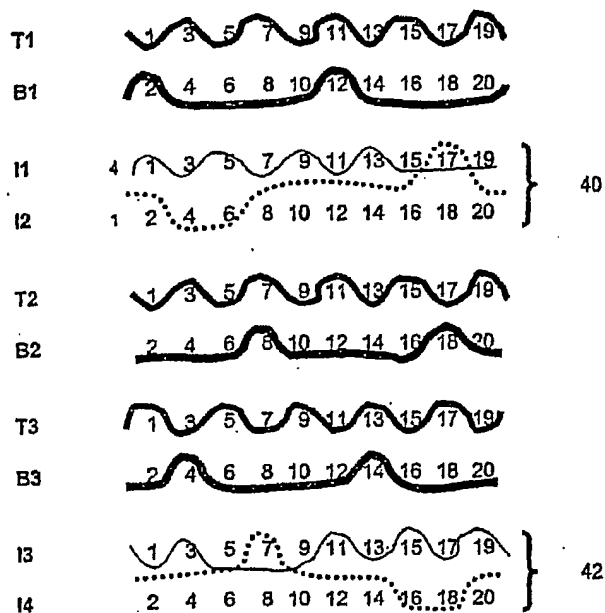 T1 1 3 5 7 9 11 13 15 17 19
B1 2 4 6 8 10 12 14 16 18 20
I1 4 1 3 5 7 9 11 13 15 17 19
40
I2 1 2 4 6 8 10 12 14 16 18 20
T2 1 3 5 7 9 11 13 15 17 19
B2 2 4 6 8 10 12 14 16 18 20
T3 1 3 5 7 9 11 13 15 17 19
B3 2 4 6 8 10 12 14 16 18 20
I3 1 3 5 7 9 11 13 15 17 19
42
I4 2 4 6 8 10 12 14 16 18 20